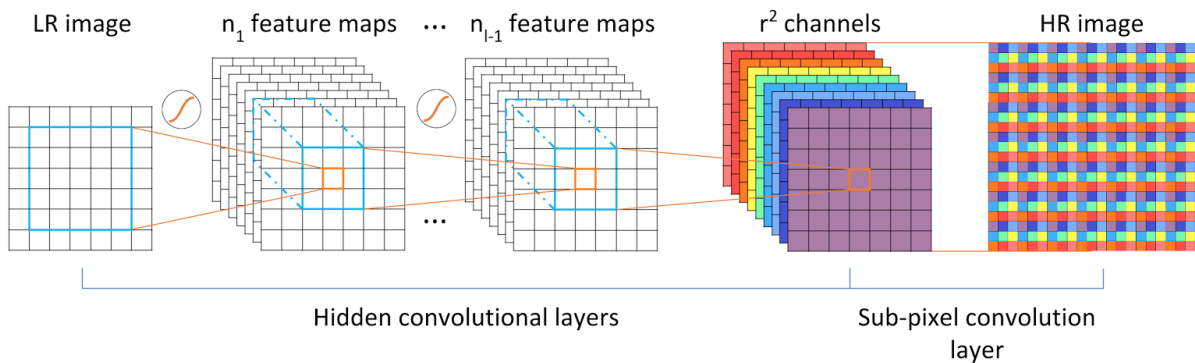 LR image
n₁ feature maps
...
nₗ₋₁ feature maps
r² channels
HR image
...
Hidden convolutional layers
Sub-pixel convolution
layer